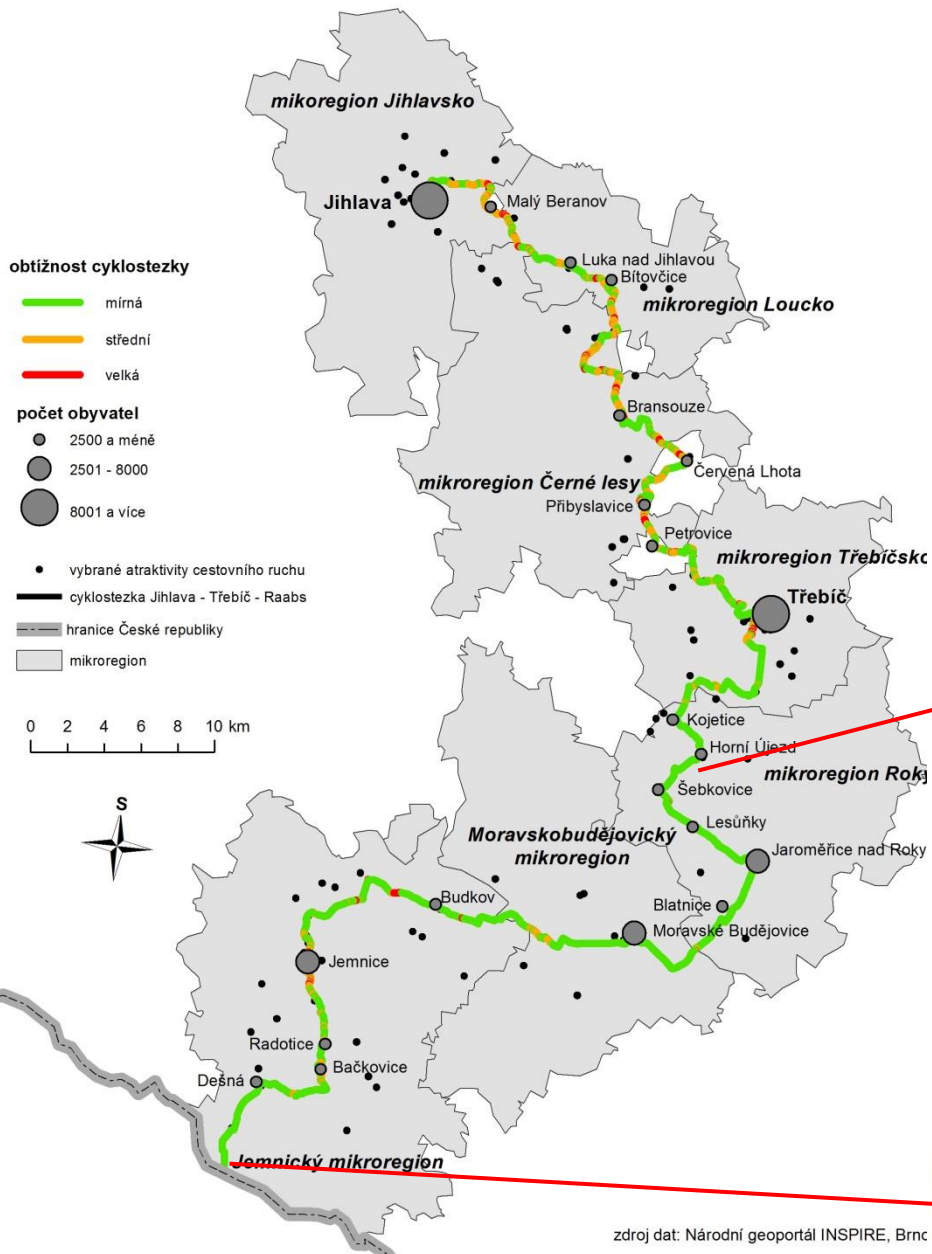 mikoregion Jihlavsko
Jihlava
Malý Beranov
obtížnost cyklostezky
mírná
střední
velká
počet obyvatel
2500 a méně
2501 - 8000
8001 a více
vybrané atraktivity cestovního ruchu
cyklostezka Jihlava - Třebíč - Raabs
hranice České republiky
mikroregion
0 2 4 6 8 10 km
S
Luka nad Jihlavou
Bítovčice
mikroregion Loucko
Bransouze
Červená Lhota
mikroregion Černé lesy
Přibyslavice
Petrovice
mikroregion Třebíčsko
Třebíč
Kojetice
Horní Újezd
mikroregion Roky
Šebkovice
Lesůňky
Moravskobudějovický
mikroregion
Jaroměřice nad Roky
Budkov
Blatnice
Moravské Budějovice
Jemnice
Radotice
Bačkovice
Dešná
Jemnický mikroregion
zdroj dat: Národní geoportál INSPIRE, Brno